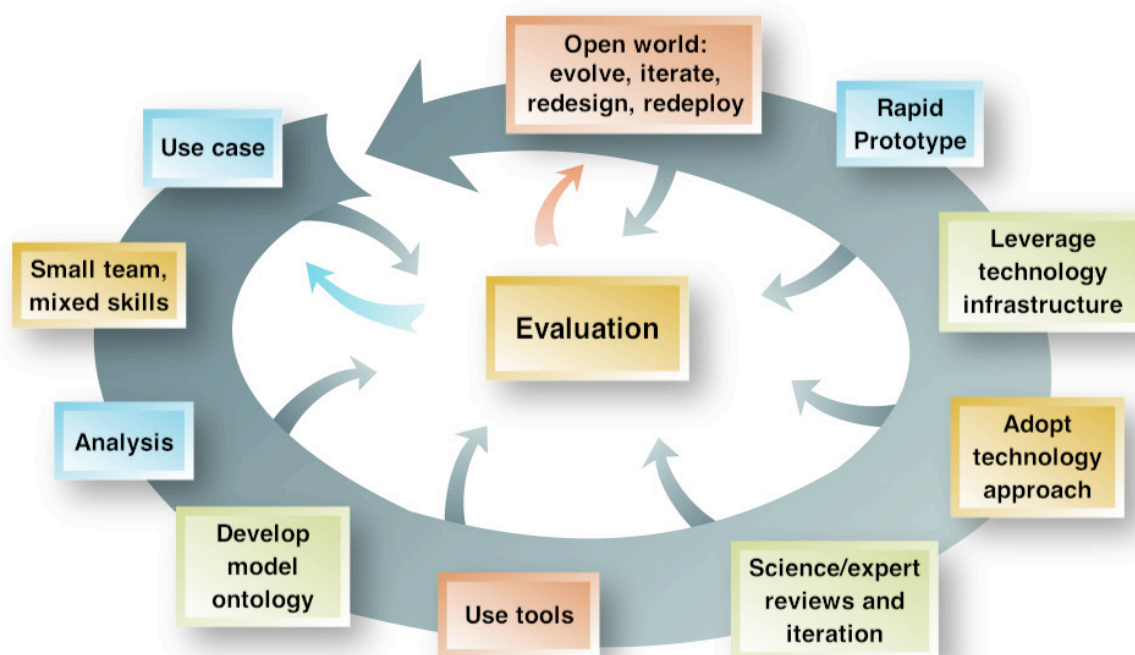 Open world:
evolve, iterate,
redesign, redeploy
Rapid
Prototype
Use case
Leverage
technology
infrastructure
Small team,
mixed skills
Evaluation
Adopt
technology
approach
Analysis
Develop
model
ontology
Use tools
Science/expert
reviews and
iteration